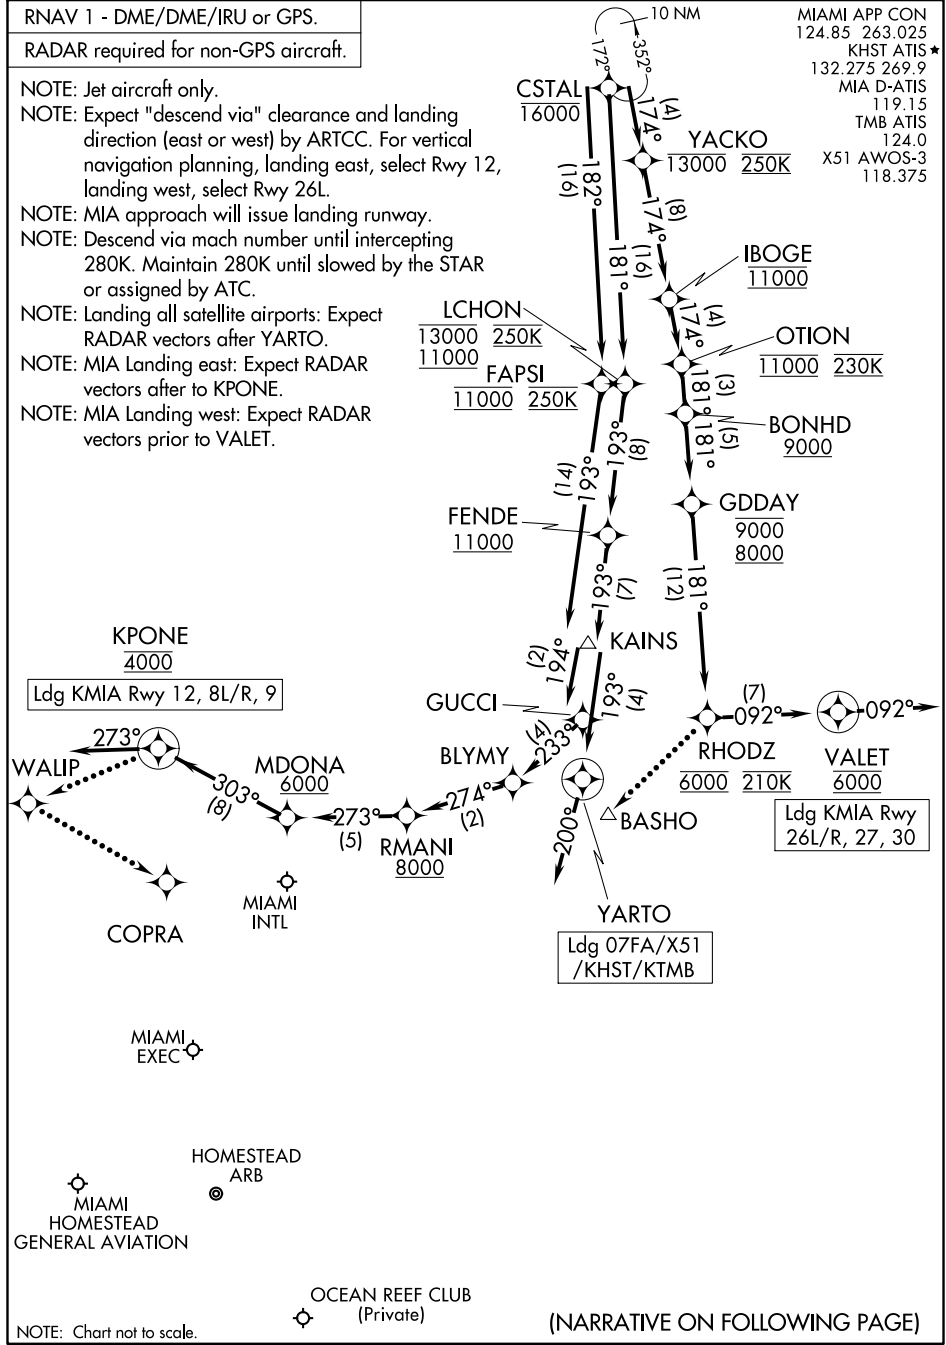 RNAV 1 - DME/DME/IRU or GPS.
RADAR required for non-GPS aircraft.
NOTE: Jet aircraft only.
NOTE: Expect "descend via" clearance and landing
direction (east or west) by ARTCC. For vertical
navigation planning, landing east, select Rwy 12,
landing west, select Rwy 26L.
NOTE: MIA approach will issue landing runway.
NOTE: Descend via mach number until intercepting
280K. Maintain 280K until slowed by the STAR
or assigned by ATC.
NOTE: Landing all satellite airports: Expect
RADAR vectors after YARTO.
NOTE: MIA Landing east: Expect RADAR
vectors after to KPONE.
NOTE: MIA Landing west: Expect RADAR
vectors prior to VALET.
MIAMI APP CON
124.85 263.025
KHST ATIS ★
132.275 269.9
MIA D-ATIS
119.15
TMB ATIS
124.0
X51 AWOS-3
118.375
10 NM
172°
352°
CSTAL
16000
(4)
174°
YACKO
13000 250K
182°
(16)
181°
(16)
174°
(8)
IBOGE
11000
174°
(4)
LCHON
13000 250K
11000
FAPSI
11000 250K
OTION
11000 230K
181°
(3)
BONHD
9000
181°
(5)
193°
(14)
193°
(8)
GDDAY
9000
8000
FENDE
11000
193°
(7)
181°
(12)
KAINS
194°
(2)
193°
(4)
KPONE
4000
Ldg KMIA Rwy 12, 8L/R, 9
GUCCI
(7)
092°
092°
RHODZ
6000 210K
VALET
6000
Ldg KMIA Rwy
26L/R, 27, 30
273°
WALIP
303°
(8)
MDONA
6000
BLYMY
(4)
233°
274°
(2)
273°
(5)
RMANI
8000
BASHO
200°
COPRA
MIAMI
INTL
YARTO
Ldg 07FA/X51
/KHST/KTMB
MIAMI
EXEC
HOMESTEAD
ARB
MIAMI
HOMESTEAD
GENERAL AVIATION
OCEAN REEF CLUB
(Private)
NOTE: Chart not to scale.
(NARRATIVE ON FOLLOWING PAGE)